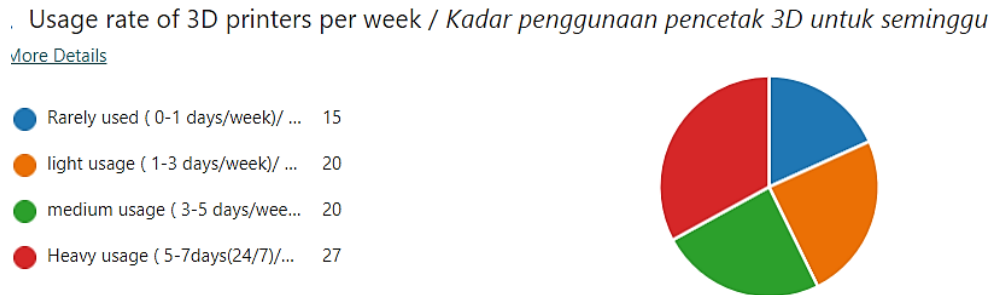 . Usage rate of 3D printers per week / Kadar penggunaan pencetak 3D untuk seminggu
More Details
Rarely used ( 0-1 days/week)/ ... 15
light usage ( 1-3 days/week)/ ... 20
medium usage ( 3-5 days/wee... 20
Heavy usage ( 5-7days(24/7)/... 27